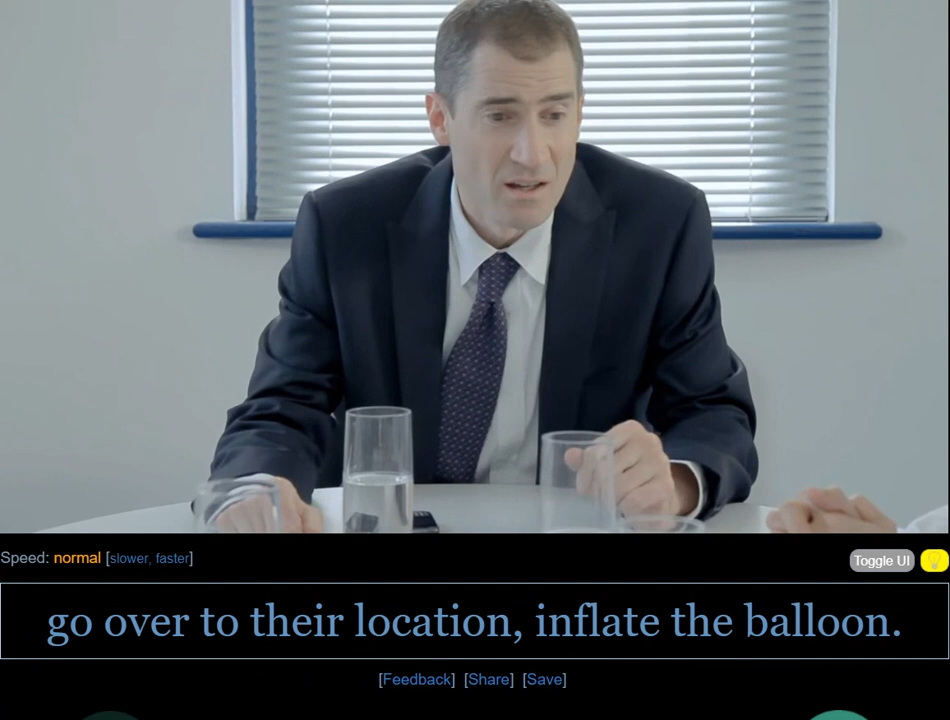 Speed: normal [slower, faster]
Toggle UI
go over to their location, inflate the balloon.
[Feedback] [Share] [Save]